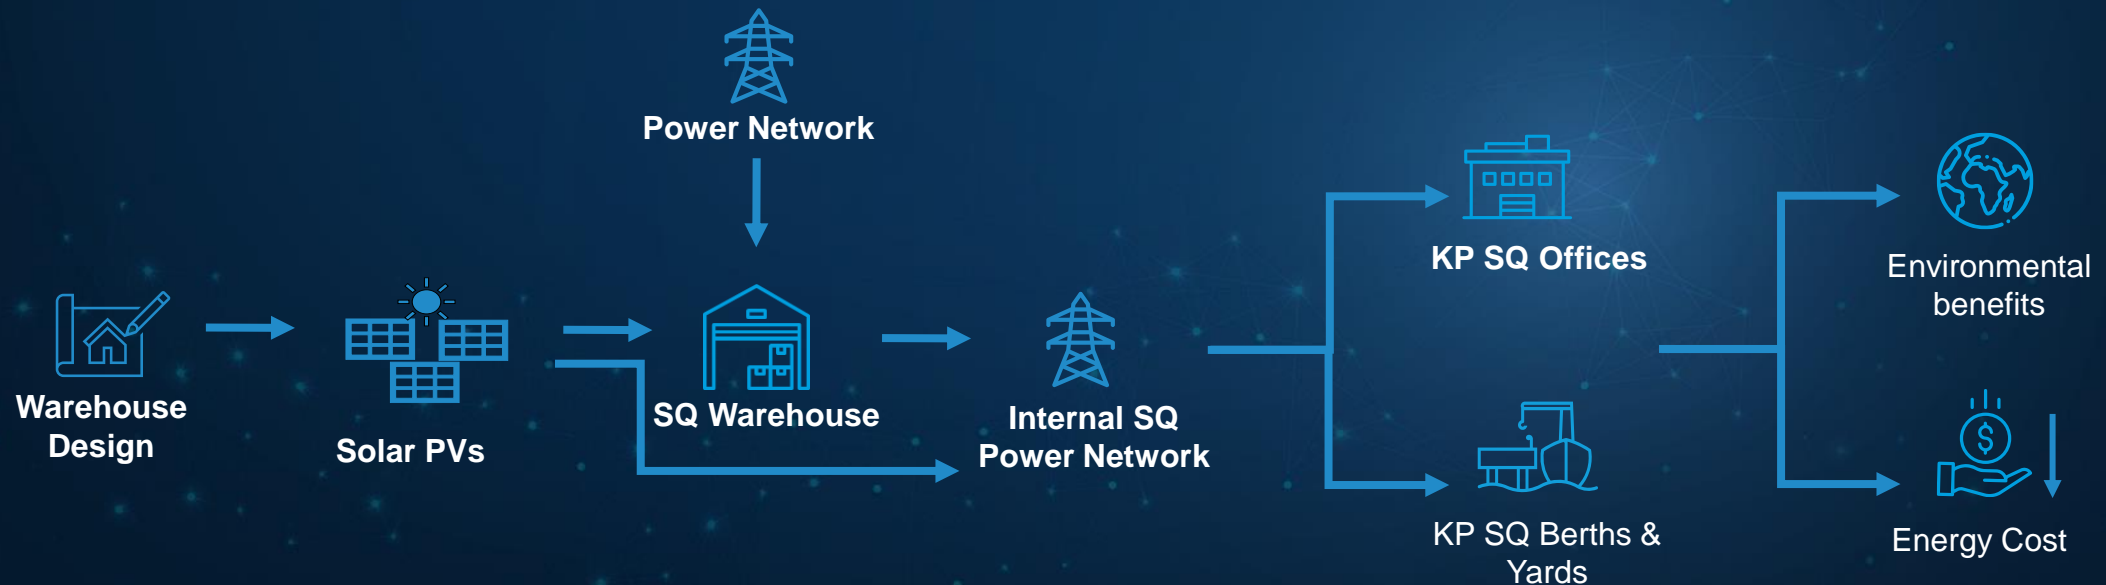 Power Network
KP SQ Offices
Environmental
benefits
Warehouse
Design
Solar PVs
SQ Warehouse
Internal SQ
Power Network
KP SQ Berths &
Yards
$
Energy Cost